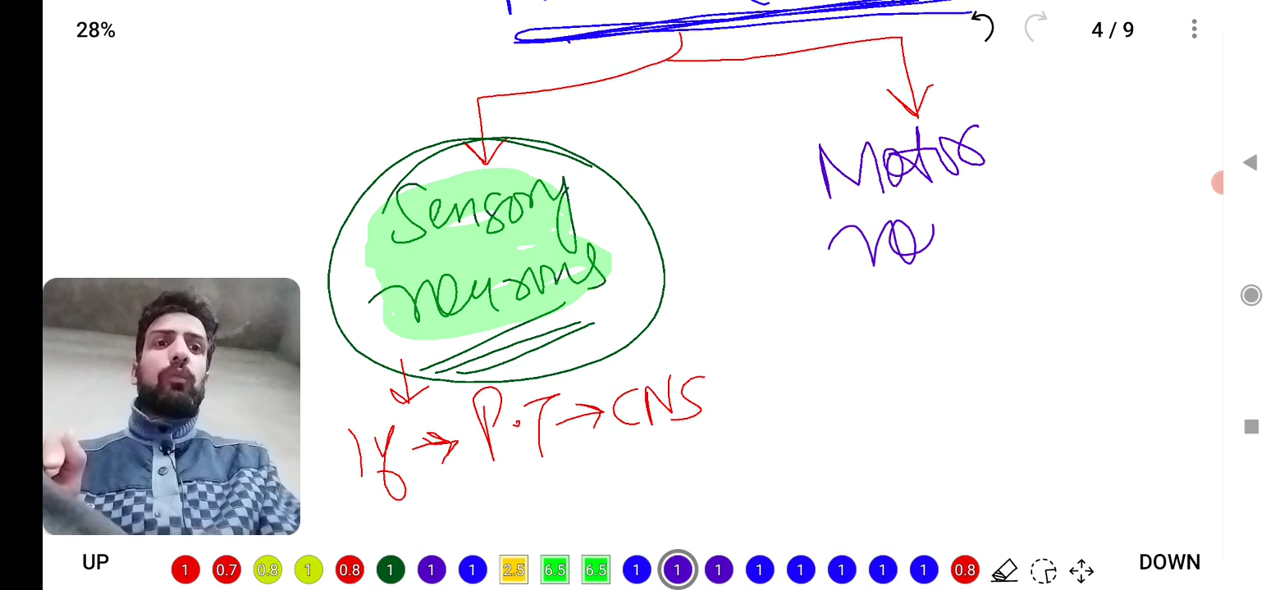 28%
4 / 9
Sensory
neurons
Motor
ne
If → P.T → CNS
UP
1 0.7 0.8 1 0.8 1 1 1 2.5 6.5 6.5 1 1 1 1 1 1 1 1 0.8
DOWN